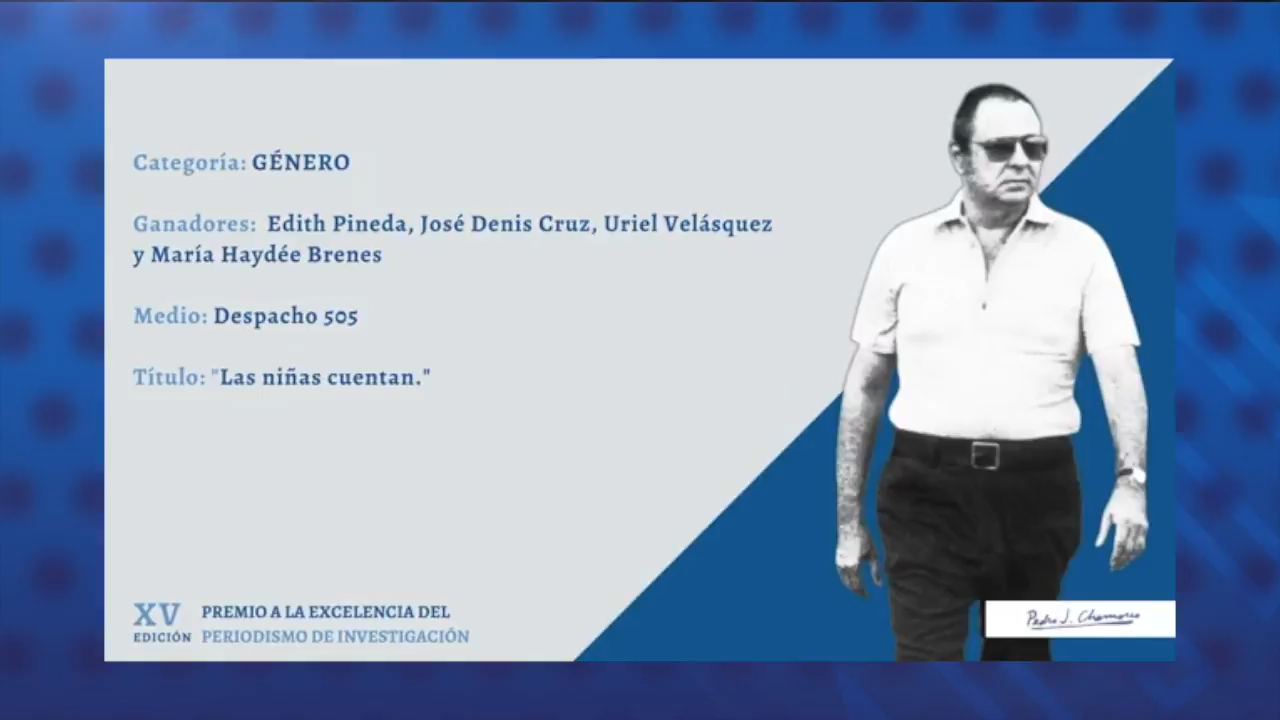 Categoría: GÉNERO
Ganadores: Edith Pineda, José Denis Cruz, Uriel Velásquez
y María Haydée Brenes
Medio: Despacho 505
Título: "Las niñas cuentan."
XV
EDICIÓN
PREMIO A LA EXCELENCIA DEL
PERIODISMO DE INVESTIGACIÓN
Pedro J. Chamorro